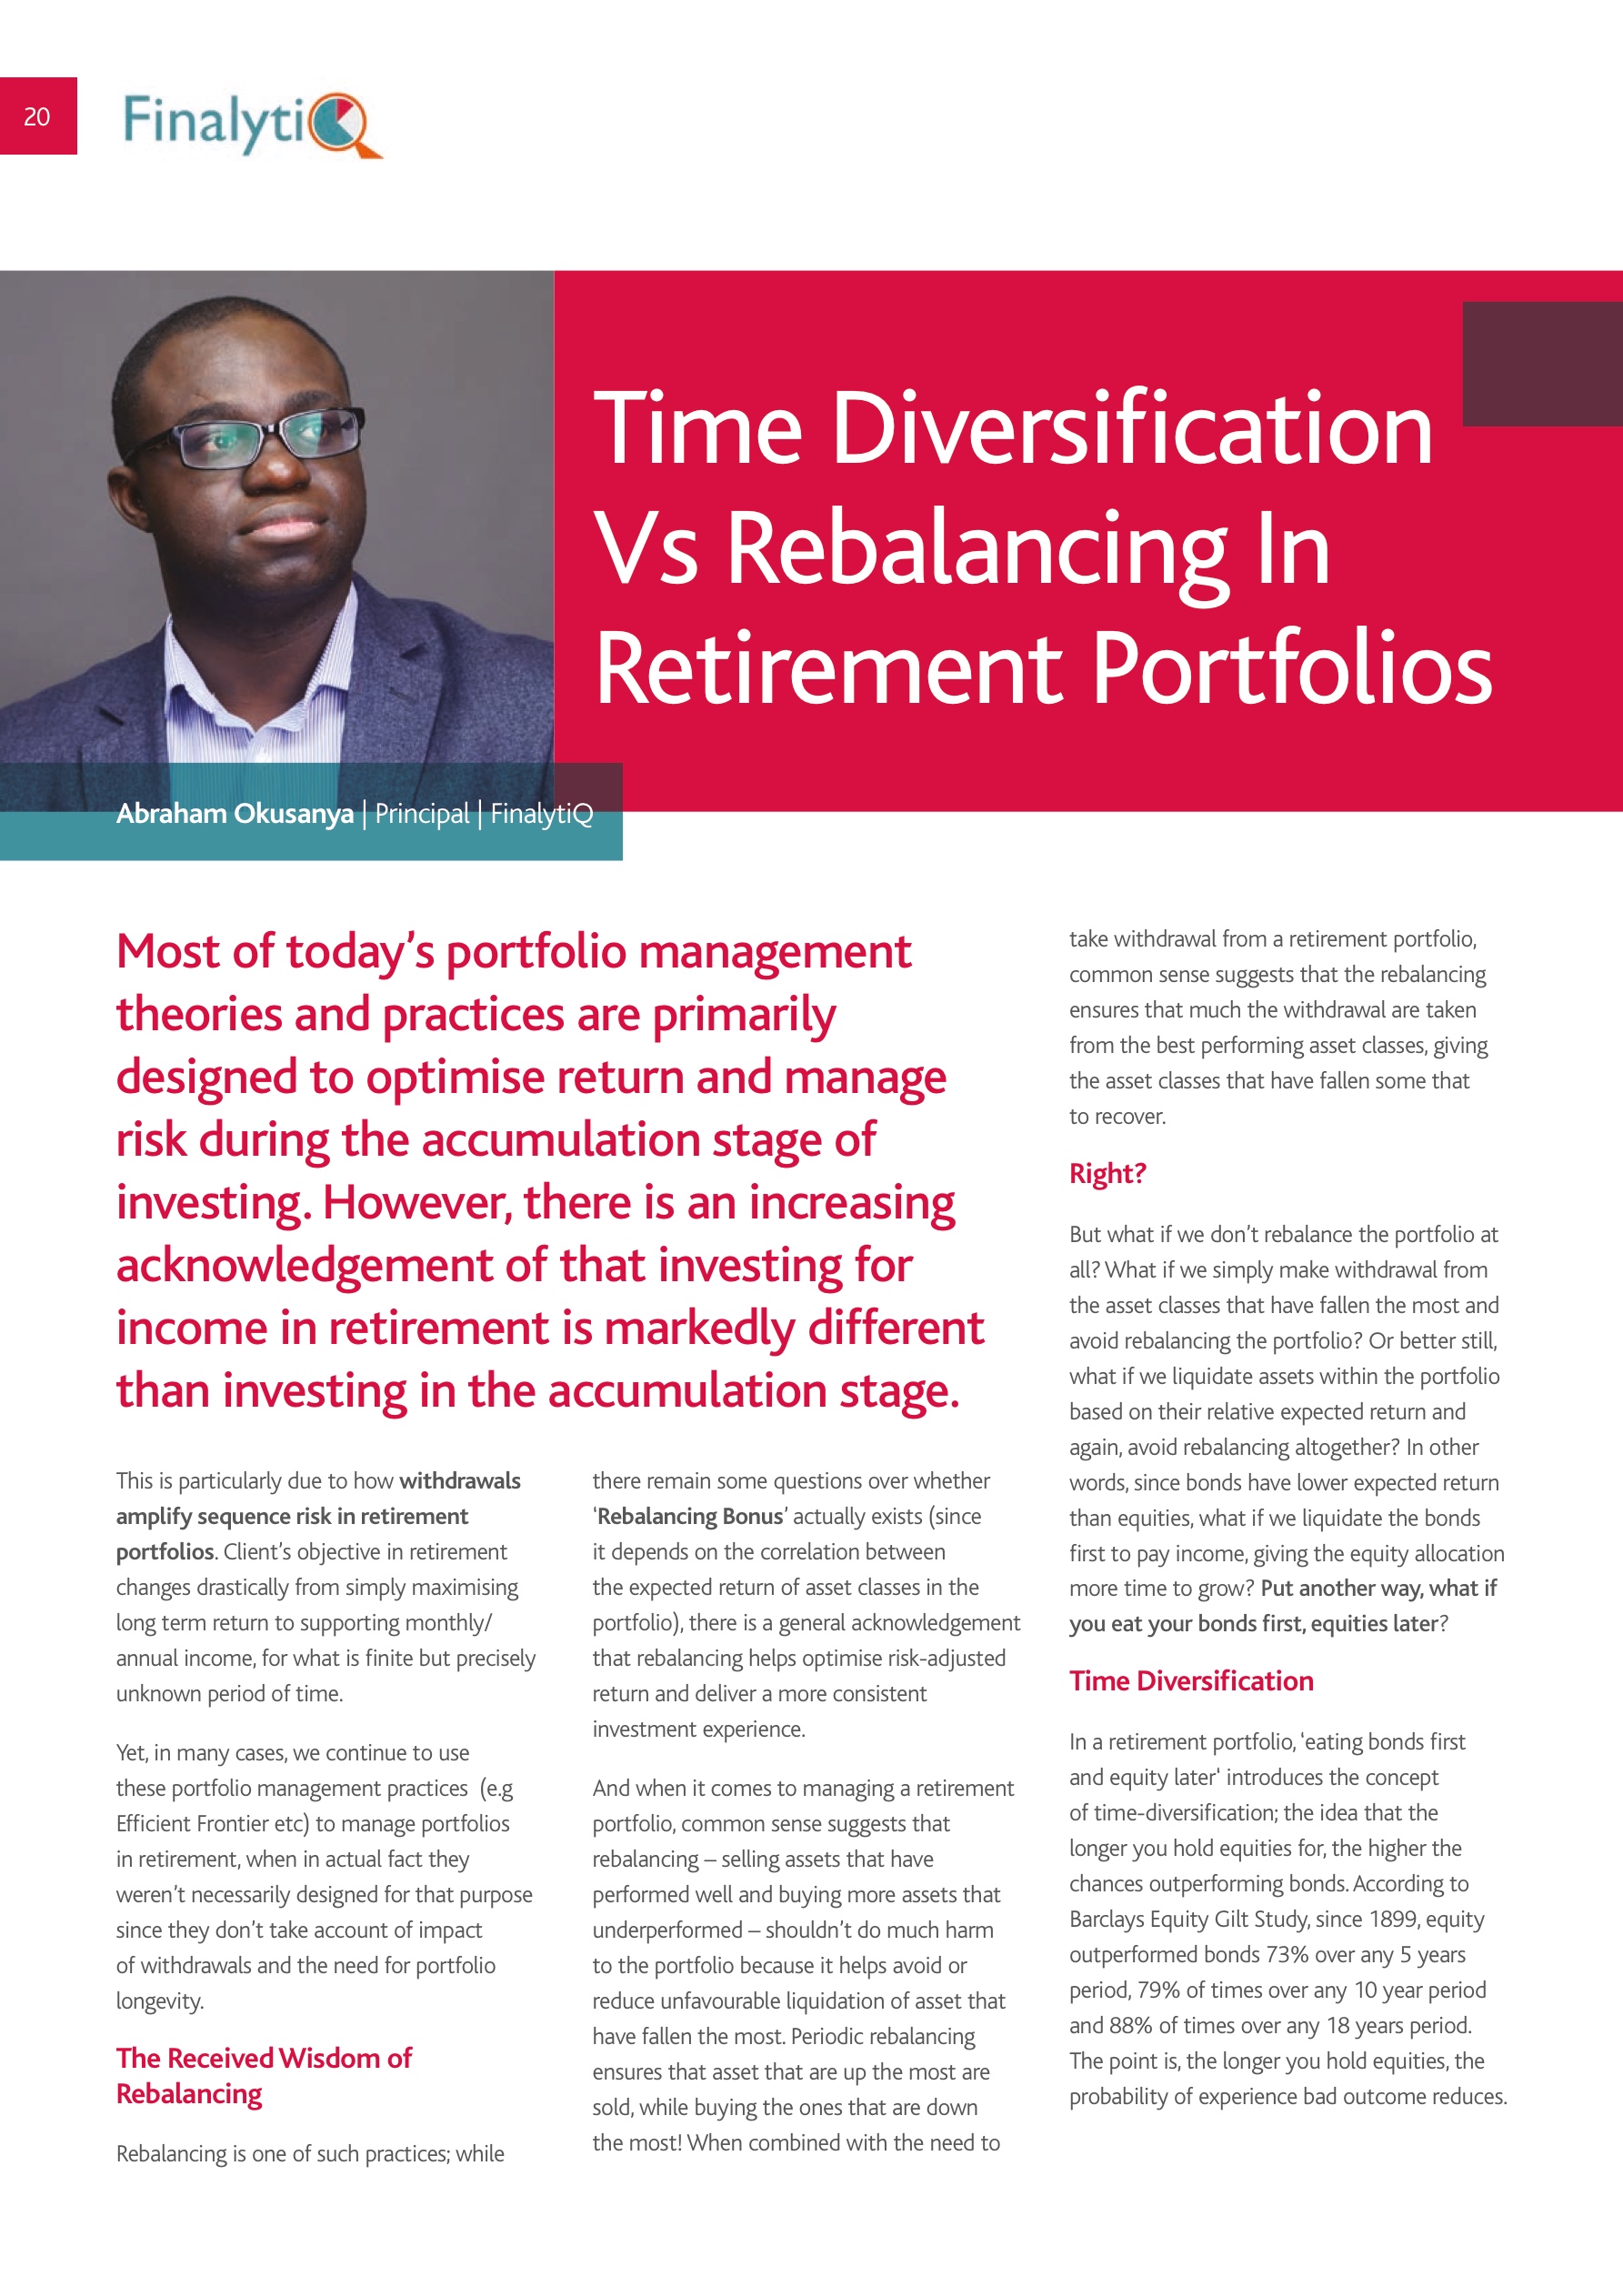 20
FinalytiQ
Time Diversification
Vs Rebalancing In
Retirement Portfolios
Abraham Okusanya | Principal | FinalytiQ
Most of today’s portfolio management
theories and practices are primarily
designed to optimise return and manage
risk during the accumulation stage of
investing. However, there is an increasing
acknowledgement of that investing for
income in retirement is markedly different
than investing in the accumulation stage.
This is particularly due to how withdrawals
amplify sequence risk in retirement
portfolios. Client’s objective in retirement
changes drastically from simply maximising
long term return to supporting monthly/
annual income, for what is finite but precisely
unknown period of time.
Yet, in many cases, we continue to use
these portfolio management practices  (e.g
Efficient Frontier etc) to manage portfolios
in retirement, when in actual fact they
weren’t necessarily designed for that purpose
since they don’t take account of impact
of withdrawals and the need for portfolio
longevity.
The Received Wisdom of
Rebalancing
Rebalancing is one of such practices; while
there remain some questions over whether
‘Rebalancing Bonus’ actually exists (since
it depends on the correlation between
the expected return of asset classes in the
portfolio), there is a general acknowledgement
that rebalancing helps optimise risk-adjusted
return and deliver a more consistent
investment experience.
And when it comes to managing a retirement
portfolio, common sense suggests that
rebalancing – selling assets that have
performed well and buying more assets that
underperformed – shouldn’t do much harm
to the portfolio because it helps avoid or
reduce unfavourable liquidation of asset that
have fallen the most. Periodic rebalancing
ensures that asset that are up the most are
sold, while buying the ones that are down
the most! When combined with the need to
take withdrawal from a retirement portfolio,
common sense suggests that the rebalancing
ensures that much the withdrawal are taken
from the best performing asset classes, giving
the asset classes that have fallen some that
to recover.
Right?
But what if we don’t rebalance the portfolio at
all? What if we simply make withdrawal from
the asset classes that have fallen the most and
avoid rebalancing the portfolio? Or better still,
what if we liquidate assets within the portfolio
based on their relative expected return and
again, avoid rebalancing altogether? In other
words, since bonds have lower expected return
than equities, what if we liquidate the bonds
first to pay income, giving the equity allocation
more time to grow? Put another way, what if
you eat your bonds first, equities later?
Time Diversification
In a retirement portfolio, ‘eating bonds first
and equity later‘ introduces the concept
of time-diversification; the idea that the
longer you hold equities for, the higher the
chances outperforming bonds. According to
Barclays Equity Gilt Study, since 1899, equity
outperformed bonds 73% over any 5 years
period, 79% of times over any 10 year period
and 88% of times over any 18 years period.
The point is, the longer you hold equities, the
probability of experience bad outcome reduces.